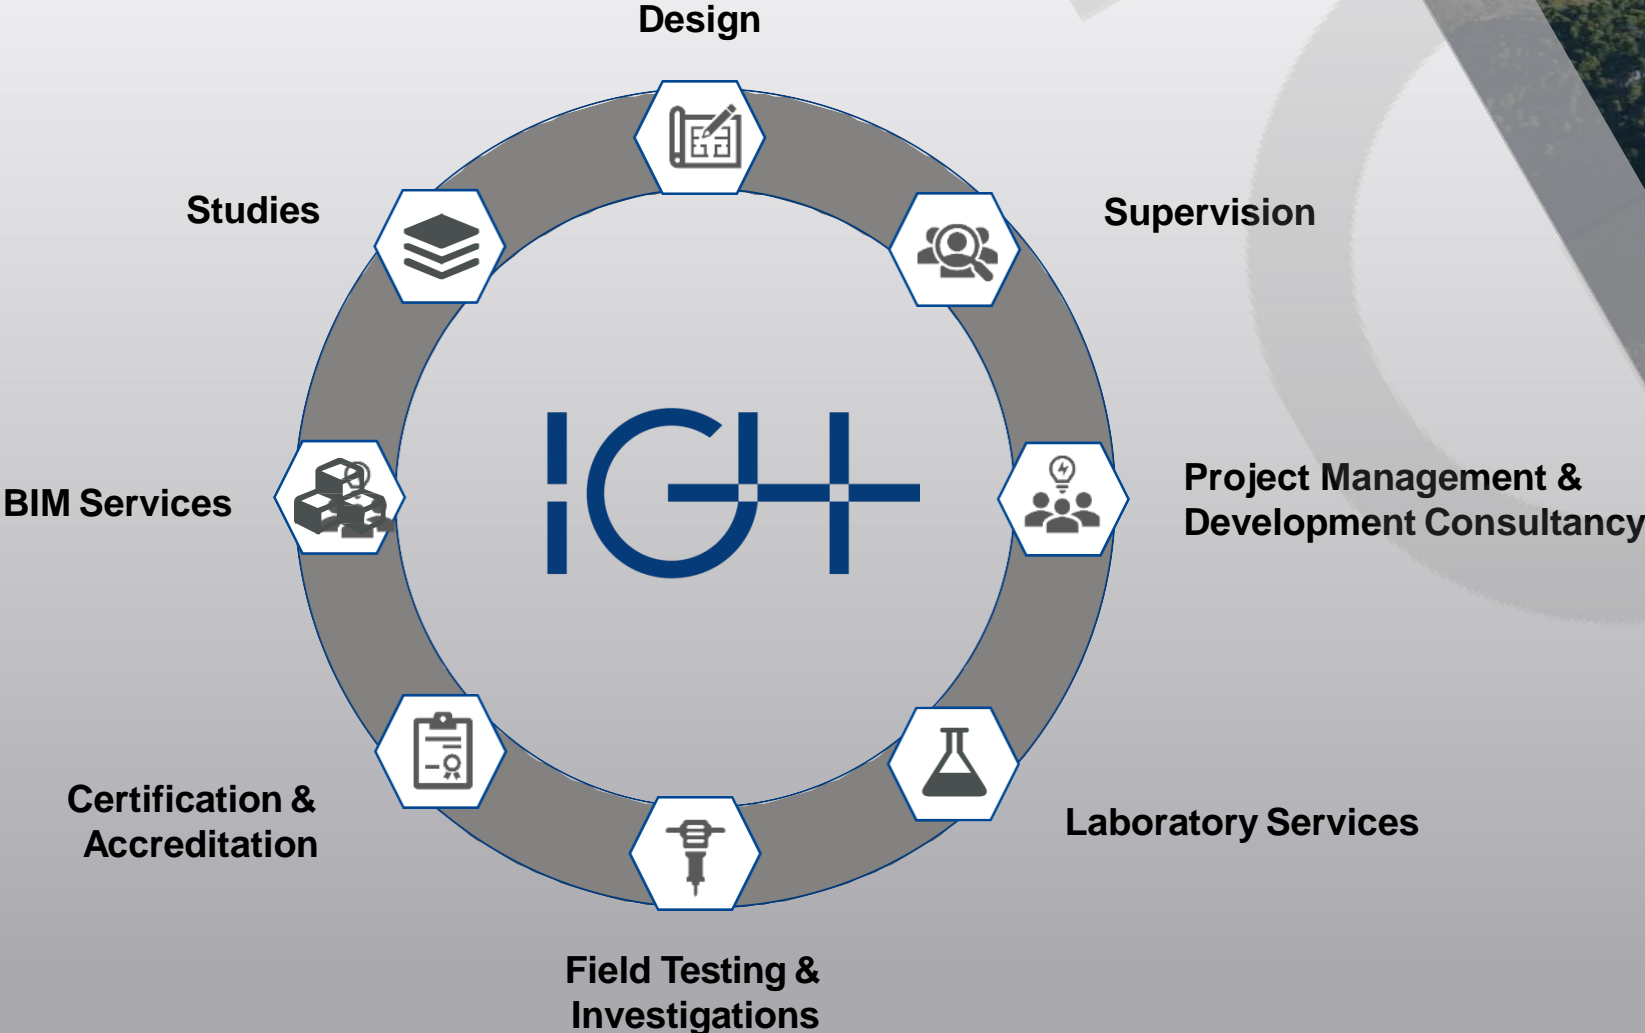 Design
Studies
Supervision
IGH
BIM Services
Project Management &
Development Consultancy
Certification &
Accreditation
Laboratory Services
Field Testing &
Investigations